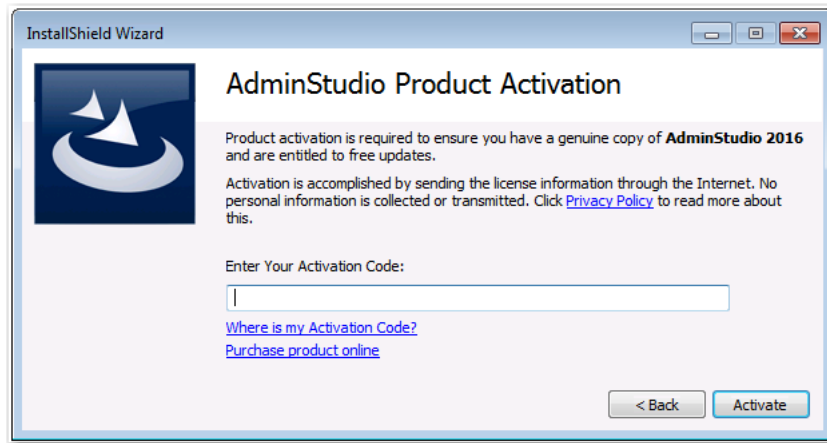 InstallShield Wizard
AdminStudio Product Activation
Product activation is required to ensure you have a genuine copy of AdminStudio 2016
and are entitled to free updates.
Activation is accomplished by sending the license information through the Internet. No
personal information is collected or transmitted. Click Privacy Policy to read more about
this.
Enter Your Activation Code:
Where is my Activation Code?
Purchase product online
< Back
Activate